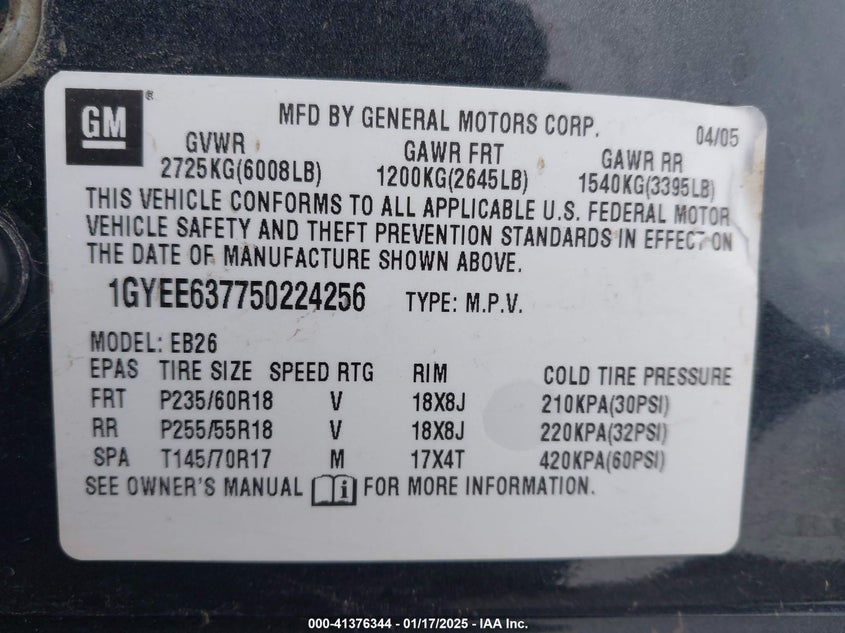 GM ®
MFD BY GENERAL MOTORS CORP. 04/05
GVWR GAWR FRT GAWR RR
2725KG(6008LB) 1200KG(2645LB) 1540KG(3395LB)
THIS VEHICLE CONFORMS TO ALL APPLICABLE U.S. FEDERAL MOTOR
VEHICLE SAFETY AND THEFT PREVENTION STANDARDS IN EFFECT ON
THE DATE OF MANUFACTURE SHOWN ABOVE.
1GYEE637750224256 TYPE: M.P.V.
MODEL: EB26
EPAS TIRE SIZE SPEED RTG RIM COLD TIRE PRESSURE
FRT P235/60R18 V 18X8J 210KPA(30PSI)
RR P255/55R18 V 18X8J 220KPA(32PSI)
SPA T145/70R17 M 17X4T 420KPA(60PSI)
SEE OWNER'S MANUAL i FOR MORE INFORMATION.
000-41376344 / 01/17/2025 - IAA Inc.